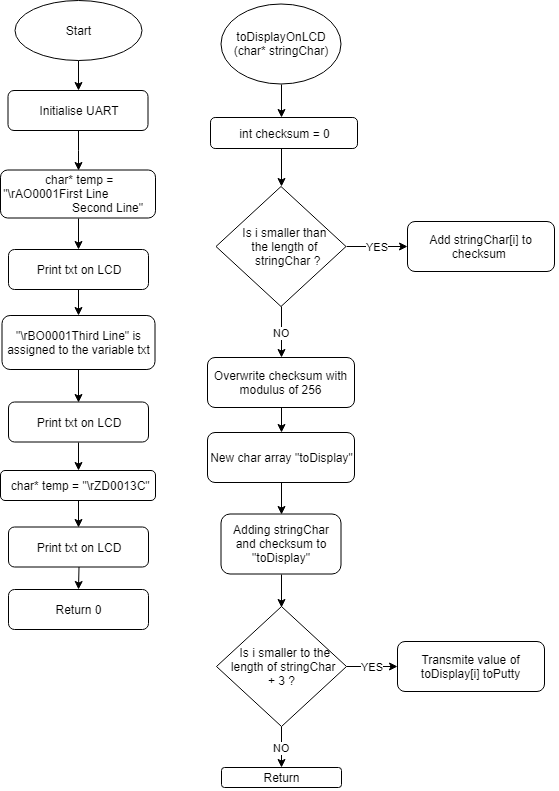 Start
Initialise UART
char* temp =
"\rAO0001First Line
Second Line"
Print txt on LCD
"\rBO0001Third Line" is
assigned to the variable txt
Print txt on LCD
char* temp = "\rZD0013C"
Print txt on LCD
Return 0
toDisplayOnLCD
(char* stringChar)
int checksum = 0
Is i smaller than
the length of
stringChar ?
YES
Add stringChar[i] to
checksum
NO
Overwrite checksum with
modulus of 256
New char array "toDisplay"
Adding stringChar
and checksum to
"toDisplay"
Is i smaller to the
length of stringChar
+ 3 ?
YES
Transmite value of
toDisplay[i] toPutty
NO
Return